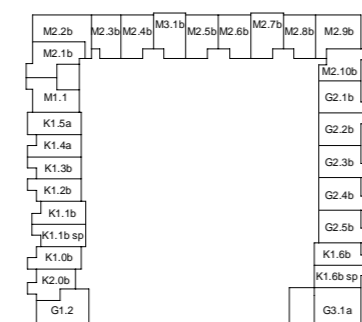 M2.2b
M2.3b
M2.4b
M3.1b
M2.5b
M2.6b
M2.7b
M2.8b
M2.9b
M2.1b
M2.10b
M1.1
G2.1b
K1.5a
G2.2b
K1.4a
K1.3b
G2.3b
K1.2b
G2.4b
K1.1b
G2.5b
K1.1b sp
K1.0b
K1.6b
K2.0b
K1.6b sp
G1.2
G3.1a